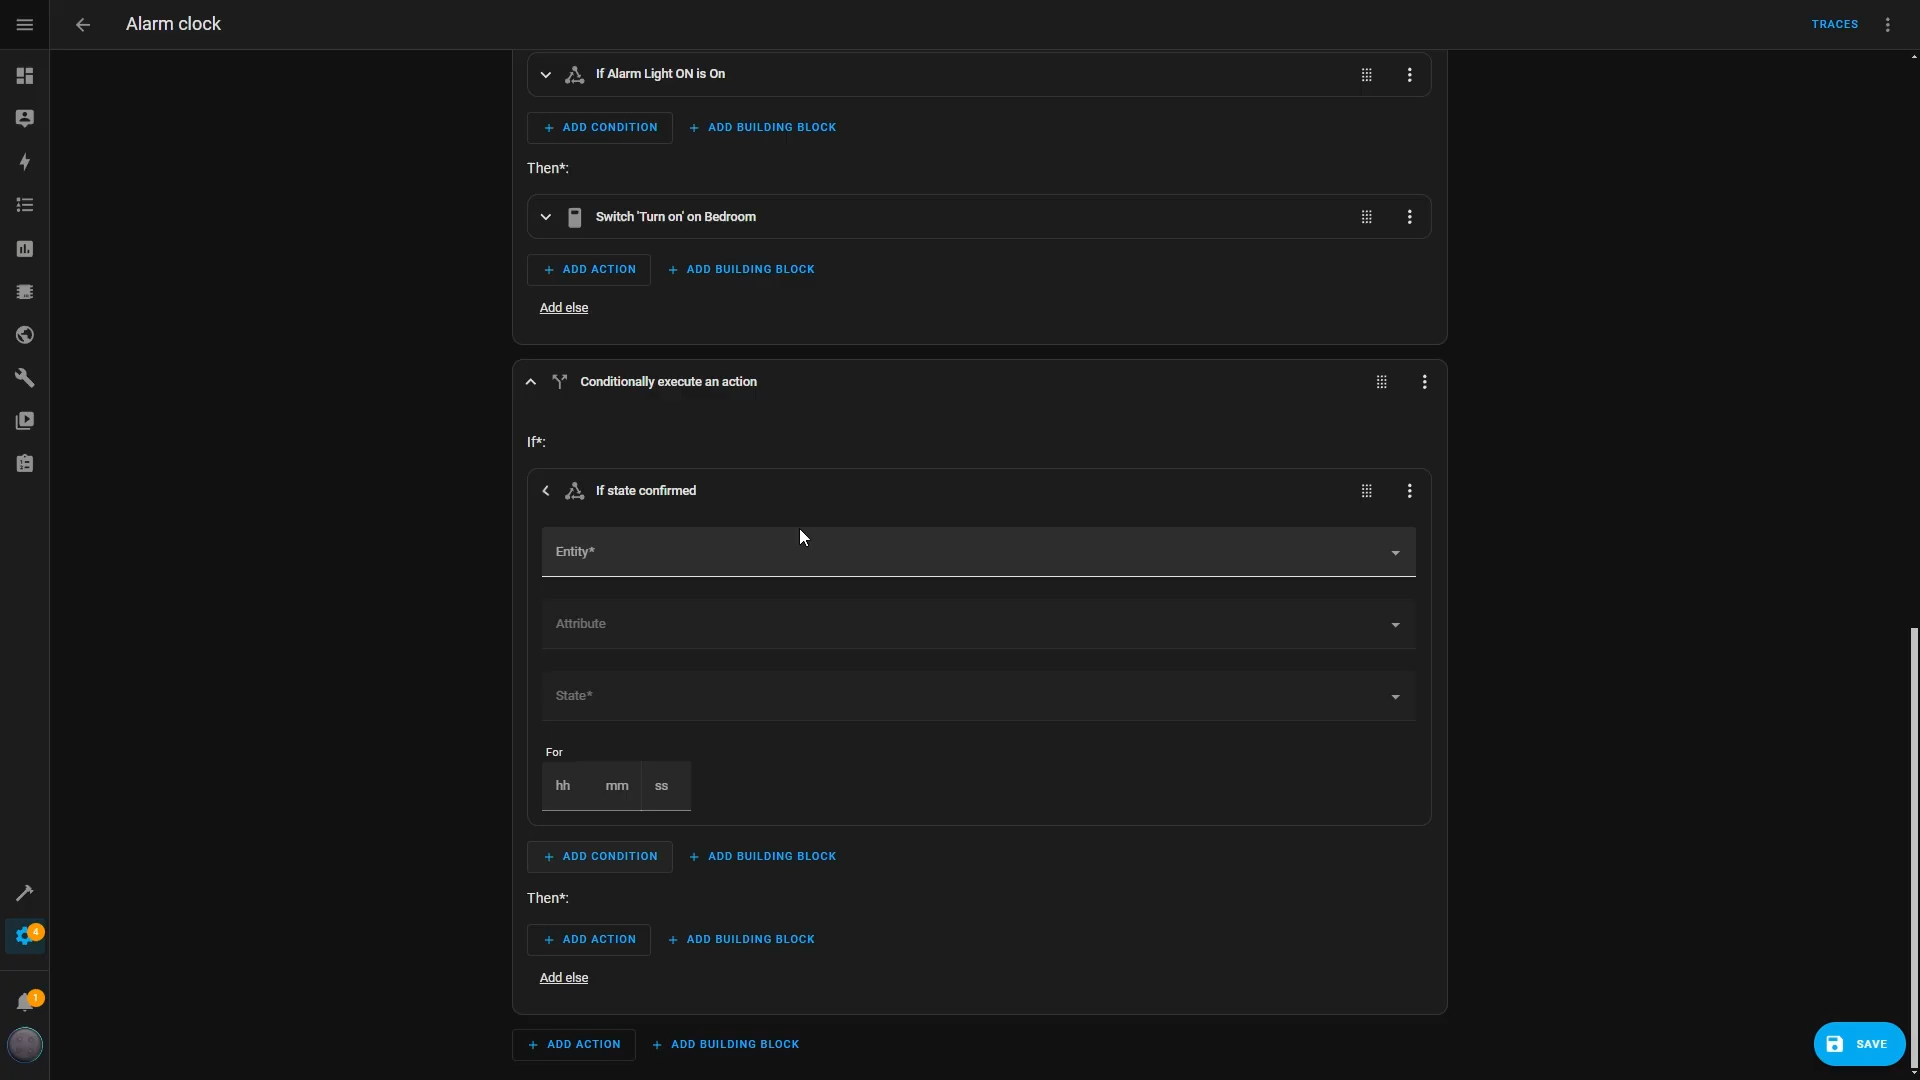 Alarm clock
TRACES
If Alarm Light ON is On
+ ADD CONDITION + ADD BUILDING BLOCK
Then*:
Switch 'Turn on' on Bedroom
+ ADD ACTION + ADD BUILDING BLOCK
Add else
Conditionally execute an action
If*:
If state confirmed
Entity*
Attribute
State*
For
hh mm ss
+ ADD CONDITION + ADD BUILDING BLOCK
Then*:
+ ADD ACTION + ADD BUILDING BLOCK
4
Add else
1
+ ADD ACTION + ADD BUILDING BLOCK
SAVE